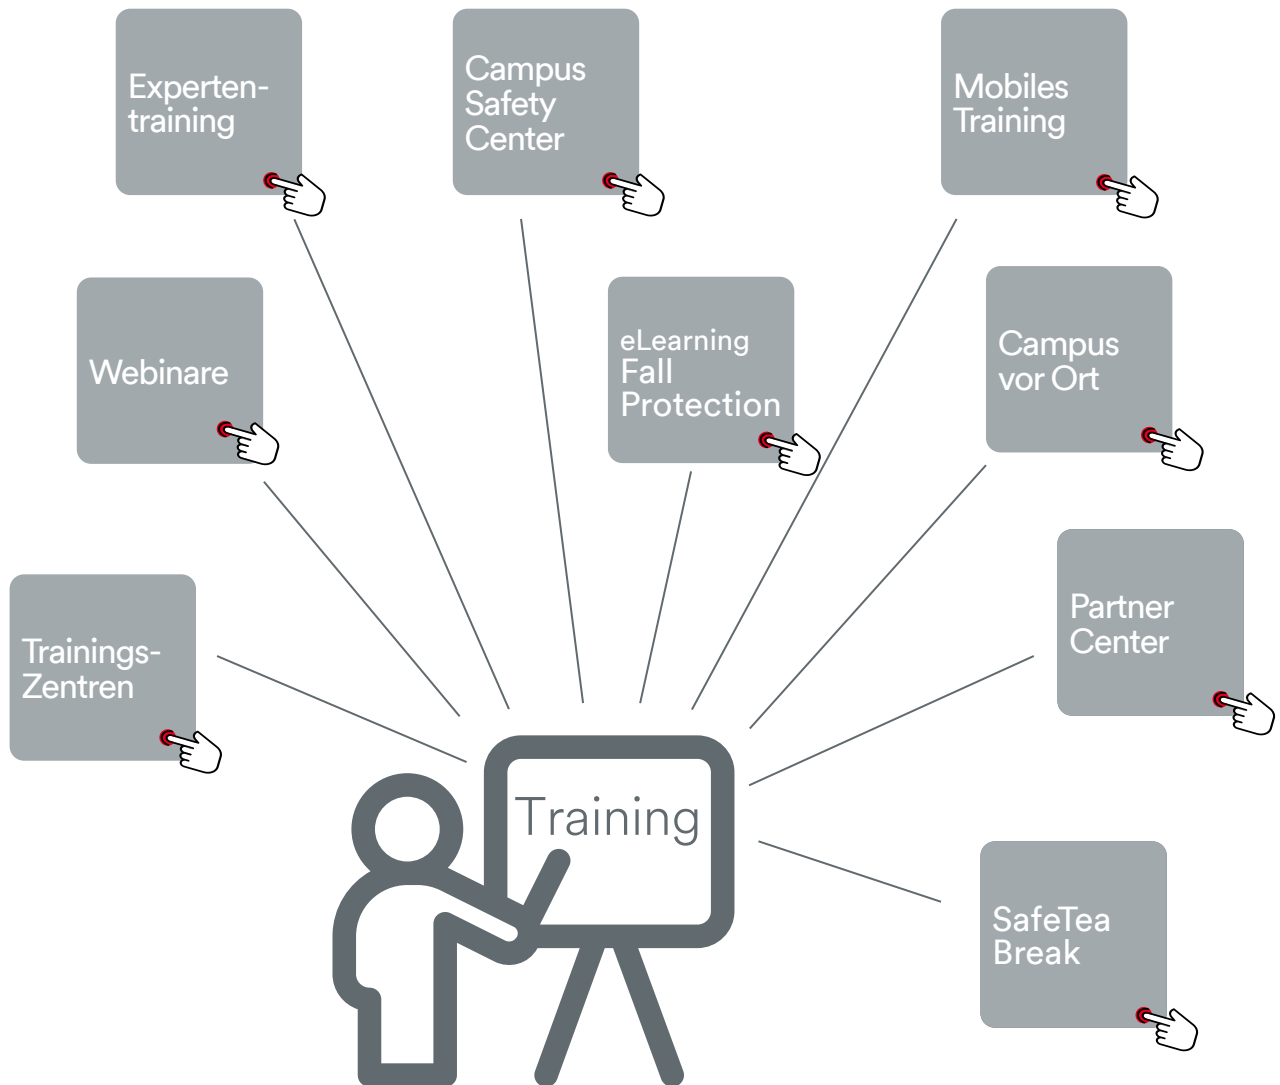 Experten-
training
Campus
Safety
Center
Mobiles
Training
Webinare
eLearning
Fall
Protection
Campus
vor Ort
Trainings-
Zentren
Partner
Center
Training
SafeTea
Break